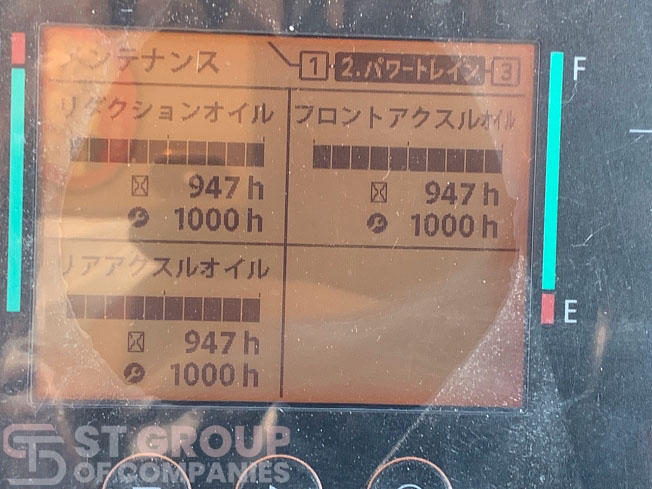 メンテナンス
1 2.パワートレイン 3
F
リダクションオイル
フロントアクスルオイル
947 h
947 h
1000 h
1000 h
リアアクスルオイル
E
947 h
1000 h
ST GROUP
OF COMPANIES